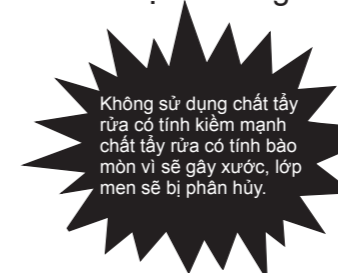 Không sử dụng chất tẩy
rửa có tính kiềm mạnh
chất tẩy rửa có tính bào
mòn vì sẽ gây xước, lớp
men sẽ bị phân hủy.